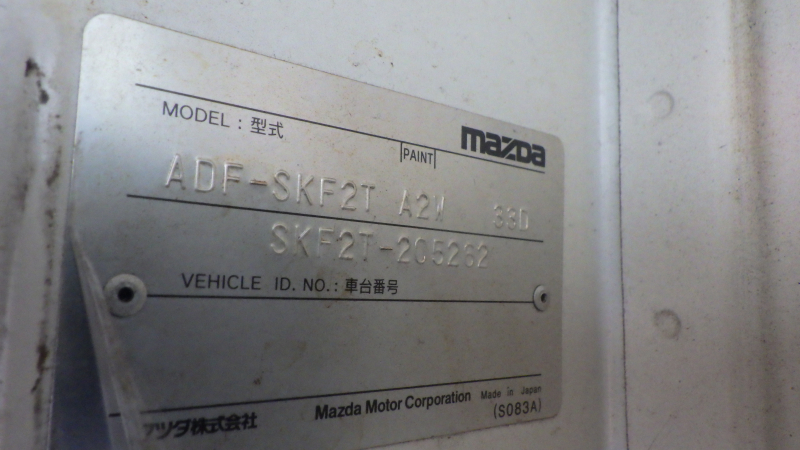 mazda
MODEL : 型式
PAINT
ADF-SKF2T A2W 33D
SKF2T-205262
VEHICLE ID. NO. : 車台番号
マツダ株式会社
Mazda Motor Corporation Made in Japan
(S083A)